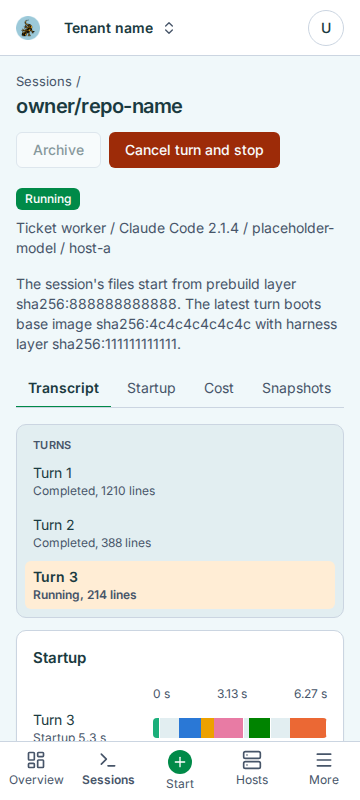 Tenant name
U
Sessions /
owner/repo-name
Archive
Cancel turn and stop
Running
Ticket worker / Claude Code 2.1.4 / placeholder-
model / host-a
The session's files start from prebuild layer
sha256:888888888888. The latest turn boots
base image sha256:4c4c4c4c4c4c with harness
layer sha256:111111111111.
Transcript
Startup
Cost
Snapshots
TURNS
Turn 1
Completed, 1210 lines
Turn 2
Completed, 388 lines
Turn 3
Running, 214 lines
Startup
0 s
3.13 s
6.27 s
Turn 3
Startup 5.3 s
Overview
Sessions
Start
Hosts
More